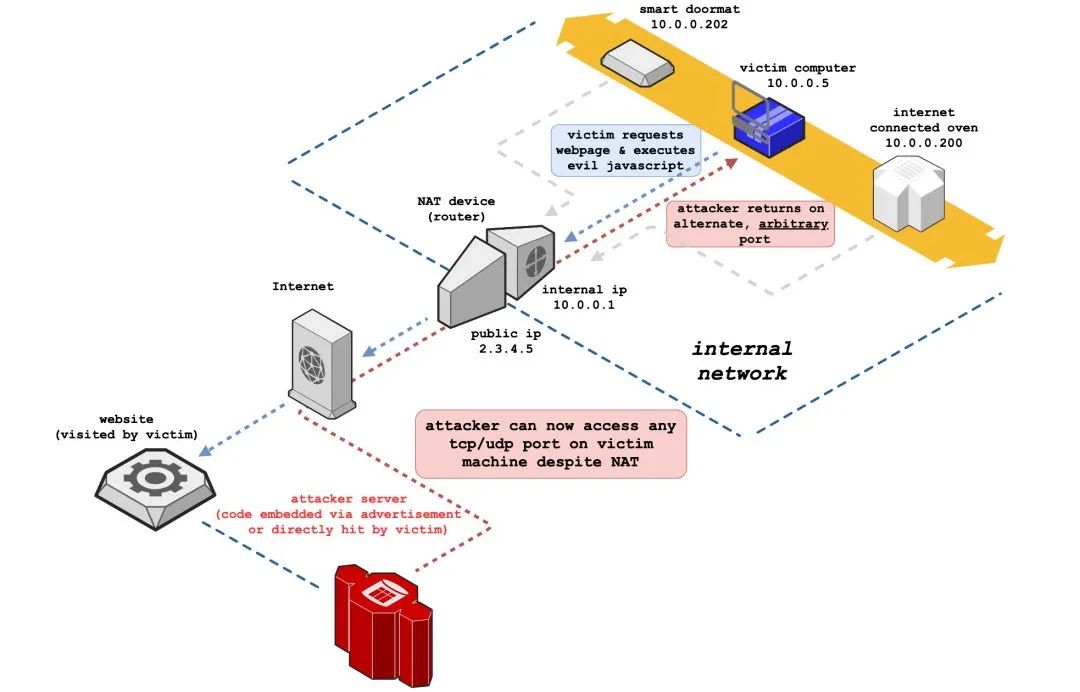 smart doormat
10.0.0.202
victim computer
10.0.0.5
internet
connected oven
10.0.0.200
victim requests
webpage & executes
evil javascript
NAT device
(router)
attacker returns on
alternate, arbitrary
port
internal ip
10.0.0.1
Internet
public ip
2.3.4.5
internal
network
website
(visited by victim)
attacker can now access any
tcp/udp port on victim
machine despite NAT
attacker server
(code embedded via advertisement
or directly hit by victim)